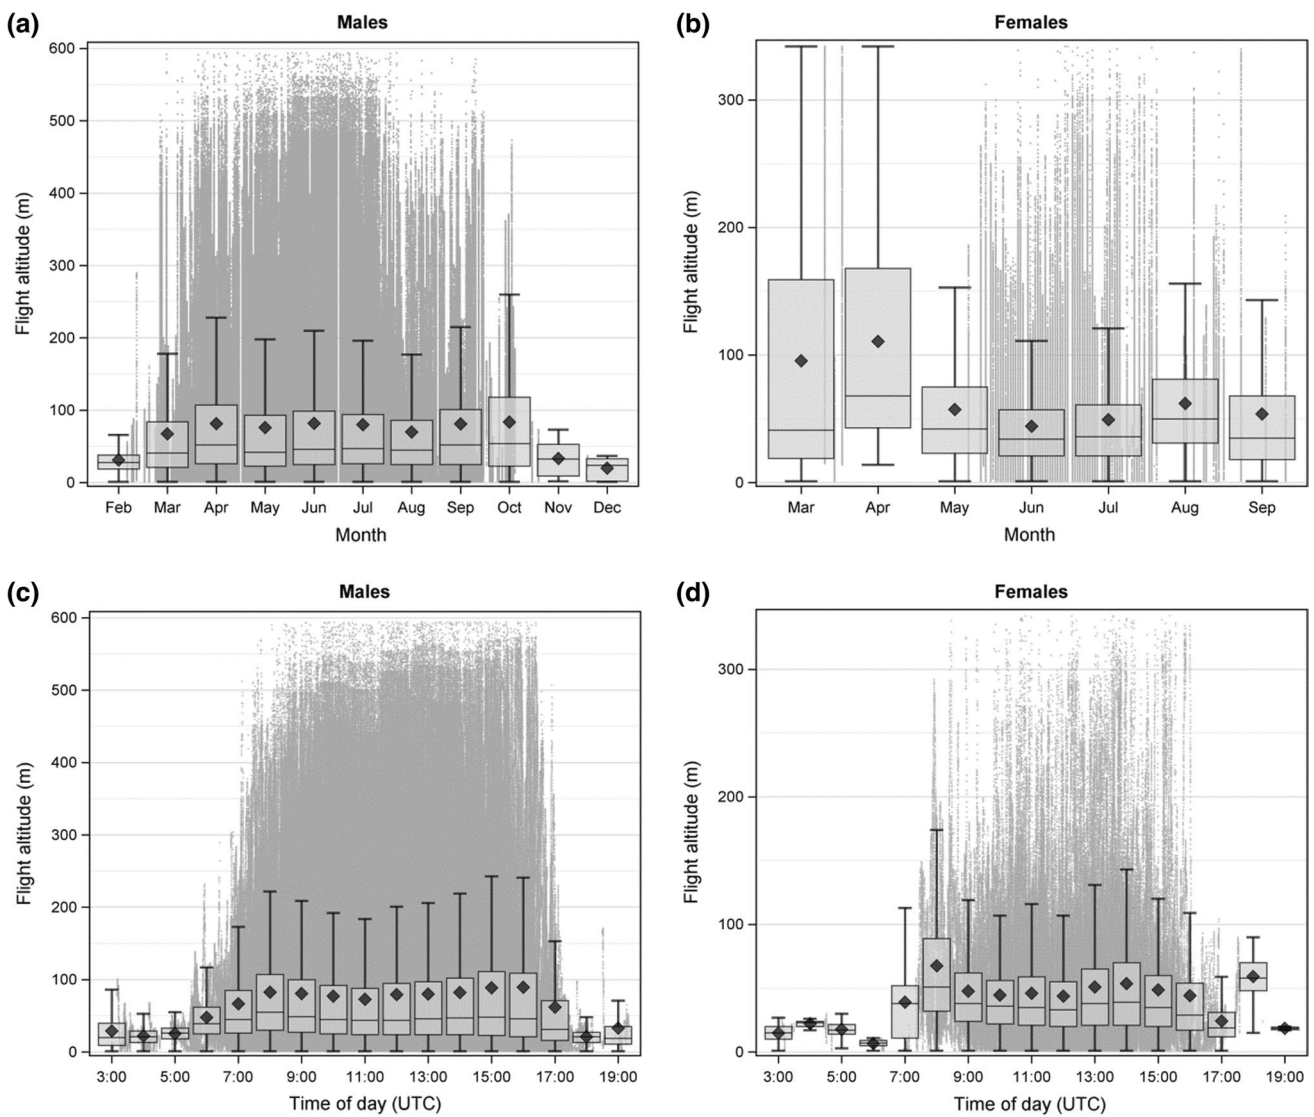 (a)
Males
Flight altitude (m)
600
500
400
300
200
100
0
Feb Mar Apr May Jun Jul Aug Sep Oct Nov Dec
Month
(b)
Females
Flight altitude (m)
300
200
100
0
Mar Apr May Jun Jul Aug Sep
Month
(c)
Males
Flight altitude (m)
600
500
400
300
200
100
0
3:00 5:00 7:00 9:00 11:00 13:00 15:00 17:00 19:00
Time of day (UTC)
(d)
Females
Flight altitude (m)
300
200
100
0
3:00 5:00 7:00 9:00 11:00 13:00 15:00 17:00 19:00
Time of day (UTC)